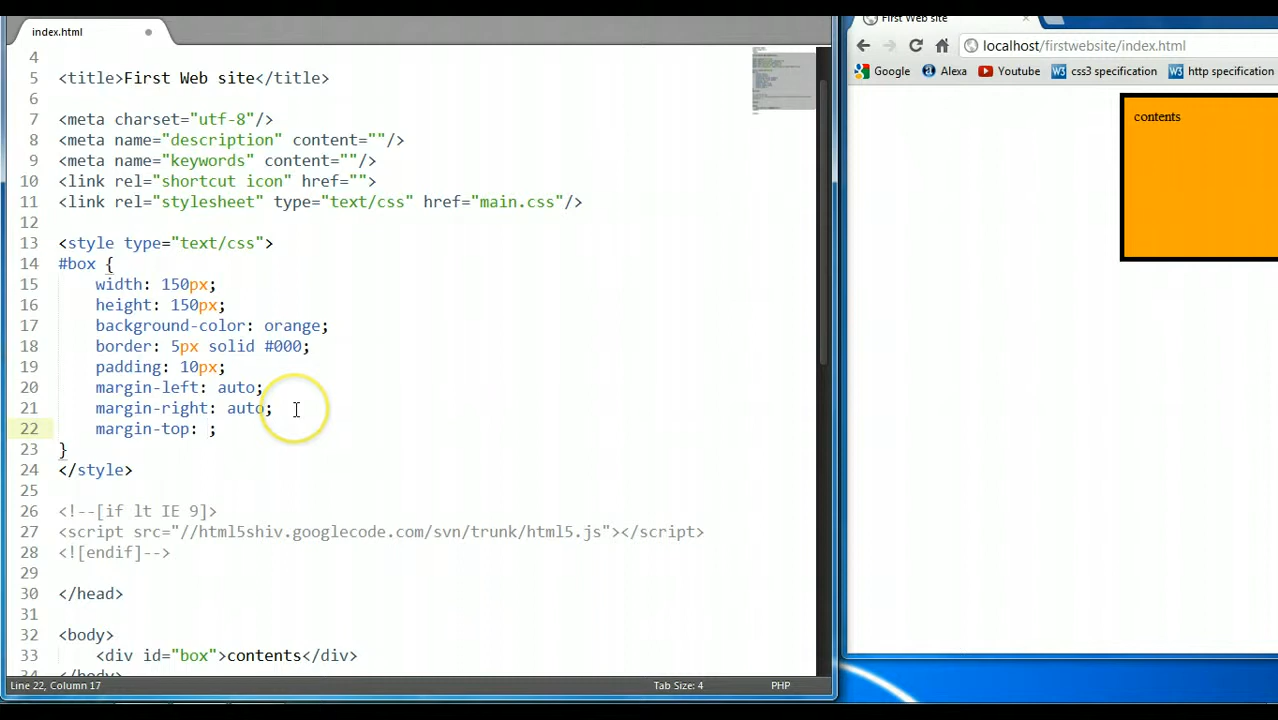 index.html
4
5 <title>First Web site</title>
6
7 <meta charset="utf-8"/>
8 <meta name="description" content=""/>
9 <meta name="keywords" content=""/>
10 <link rel="shortcut icon" href="">
11 <link rel="stylesheet" type="text/css" href="main.css"/>
12
13 <style type="text/css">
14 #box {
15 width: 150px;
16 height: 150px;
17 background-color: orange;
18 border: 5px solid #000;
19 padding: 10px;
20 margin-left: auto;
21 margin-right: auto;
22 margin-top: ;
23 }
24 </style>
25
26 <!--[if lt IE 9]>
27 <script src="//html5shiv.googlecode.com/svn/trunk/html5.js"></script>
28 <![endif]-->
29
30 </head>
31
32 <body>
33 <div id="box">contents</div>
34 </body>
Line 22, Column 17 Tab Size: 4 PHP
First Web site
localhost/firstwebsite/index.html
Google Alexa Youtube W3 css3 specification W3 http specification
contents